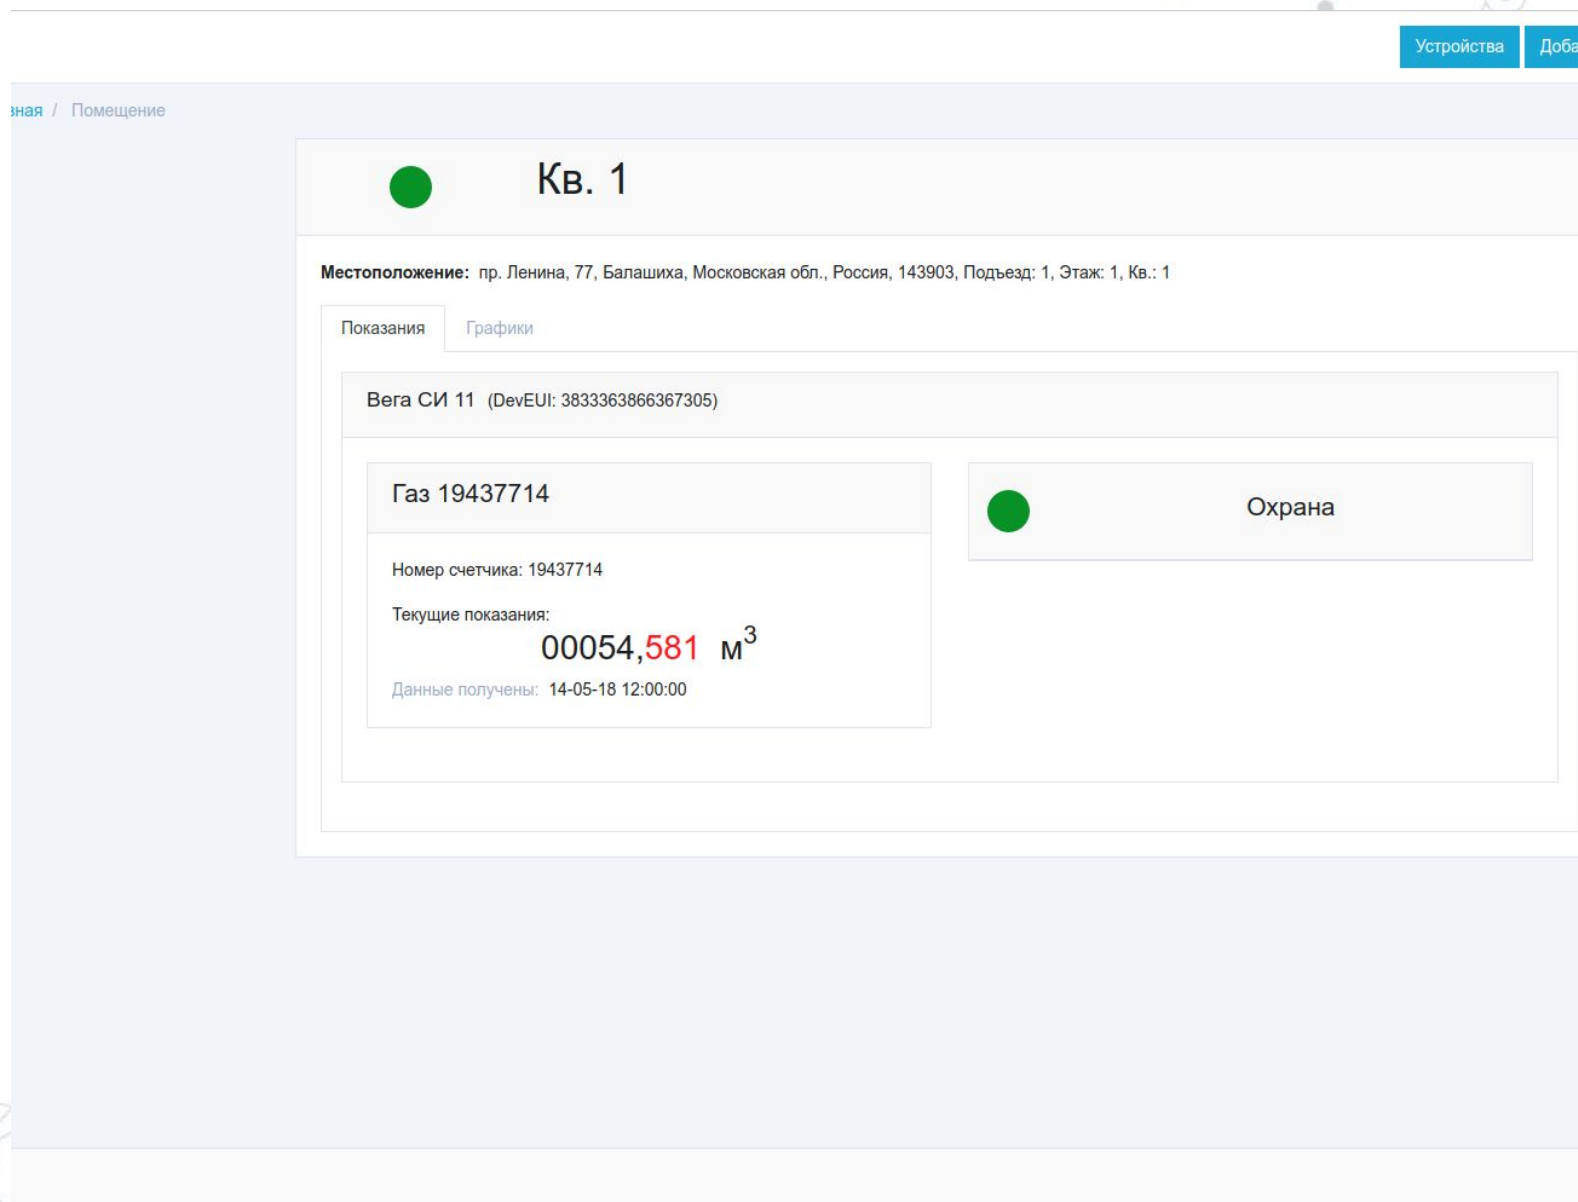 Устройства
Доба
вная / Помещение
Кв. 1
Местоположение: пр. Ленина, 77, Балашиха, Московская обл., Россия, 143903, Подъезд: 1, Этаж: 1, Кв.: 1
Показания Графики
Вега СИ 11 (DevEUI: 3833363866367305)
Газ 19437714
Номер счетчика: 19437714
Текущие показания:
00054,581 м³
Данные получены: 14-05-18 12:00:00
Охрана